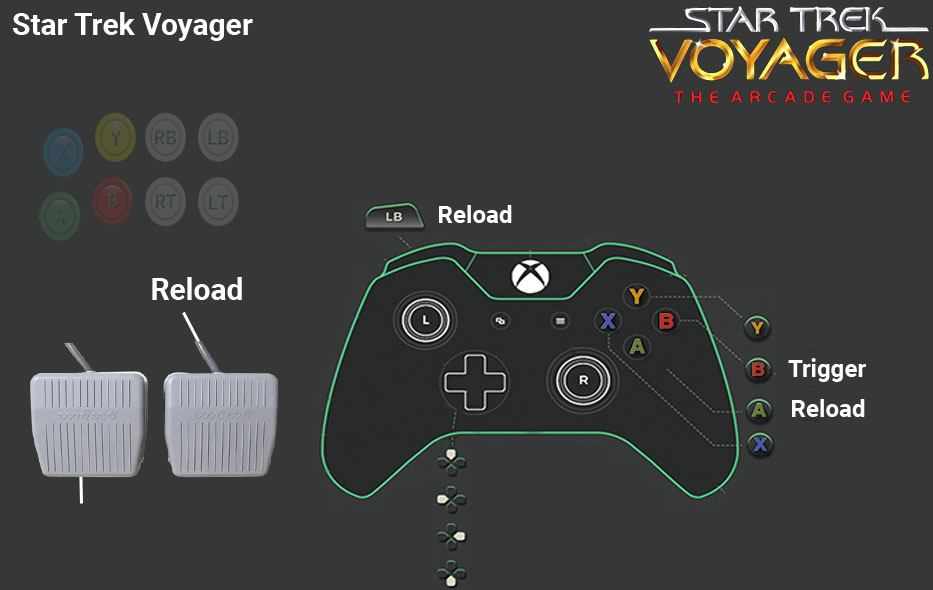 Star Trek Voyager
STAR TREK
VOYAGER
THE ARCADE GAME
X
Y
RB
LB
A
B
RT
LT
LB
Reload
Reload
L
Y
X
B
A
R
Y
B
Trigger
A
Reload
X